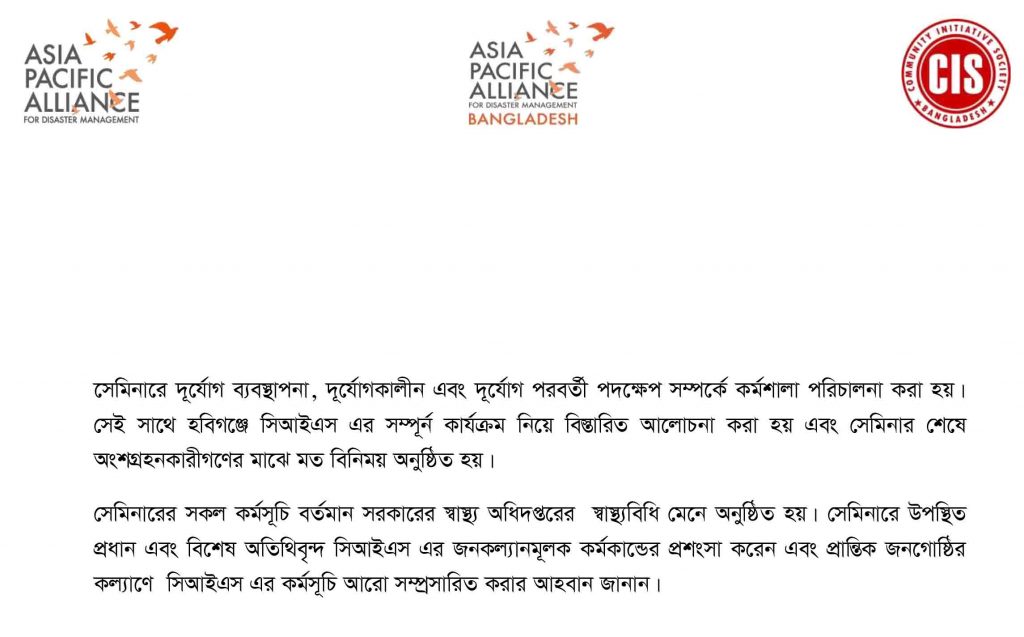 ASIA
PACIFIC
ALLIANCE
FOR DISASTER MANAGEMENT
ASIA
PACIFIC
ALLIANCE
FOR DISASTER MANAGEMENT
BANGLADESH
COMMUNITY INITIATIVE SOCIETY
CIS
BANGLADESH
সেমিনারে দূর্যোগ ব্যবস্থাপনা, দূর্যোগকালীন এবং দূর্যোগ পরবর্তী পদক্ষেপ সম্পর্কে কর্মশালা পরিচালনা করা হয়।
সেই সাথে হবিগঞ্জে সিআইএস এর সম্পূর্ন কার্যক্রম নিয়ে বিস্তারিত আলোচনা করা হয় এবং সেমিনার শেষে
অংশগ্রহনকারীগণের মাঝে মত বিনিময় অনুষ্ঠিত হয়।
সেমিনারের সকল কর্মসূচি বর্তমান সরকারের স্বাস্থ্য অধিদপ্তরের স্বাস্থ্যবিধি মেনে অনুষ্ঠিত হয়। সেমিনারে উপস্থিত
প্রধান এবং বিশেষ অতিথিবৃন্দ সিআইএস এর জনকল্যানমূলক কর্মকান্ডের প্রশংসা করেন এবং প্রান্তিক জনগোষ্ঠির
কল্যাণে সিআইএস এর কর্মসূচি আরো সম্প্রসারিত করার আহবান জানান।